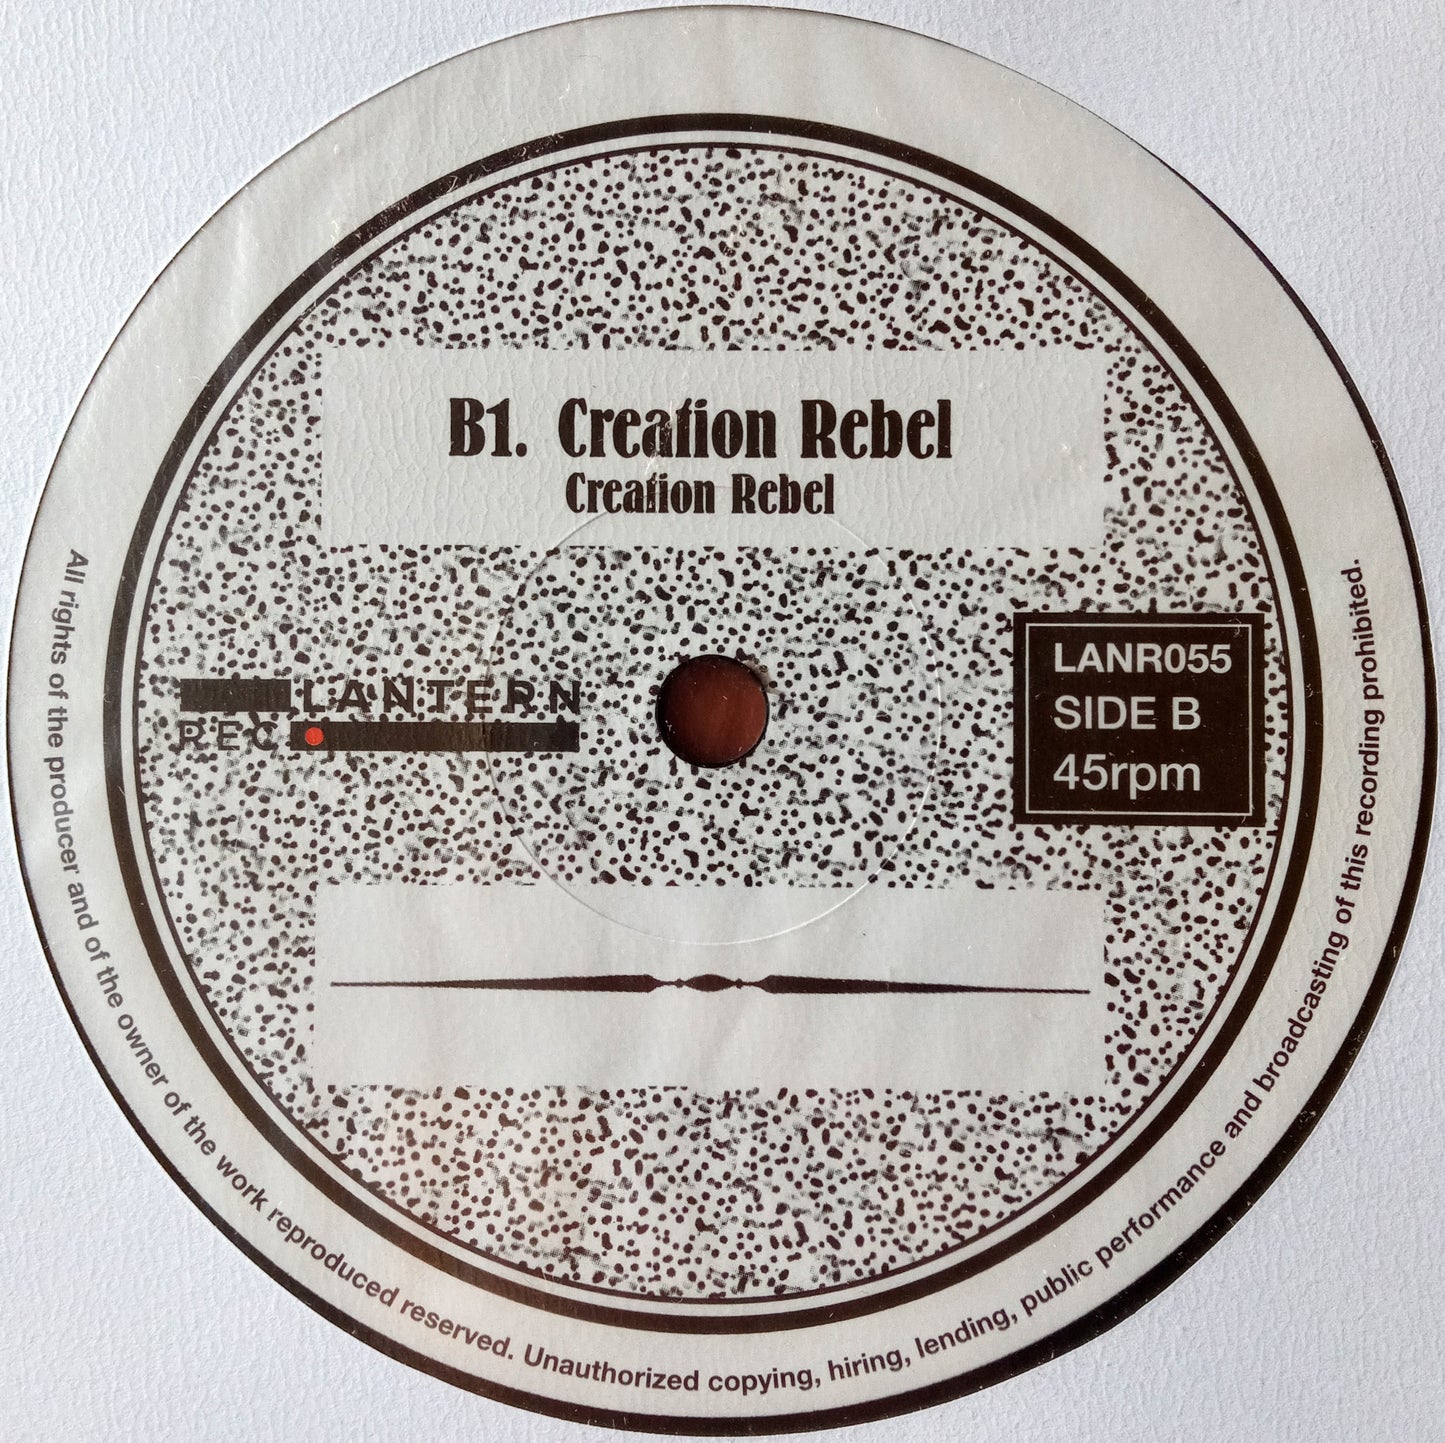 B1. Creation Rebel
Creation Rebel
LANTERN
REC
LANR055
SIDE B
45rpm
All rights of the producer and of the owner of the work reproduced reserved. Unauthorized copying, hiring, lending, public performance and broadcasting of this recording prohibited.